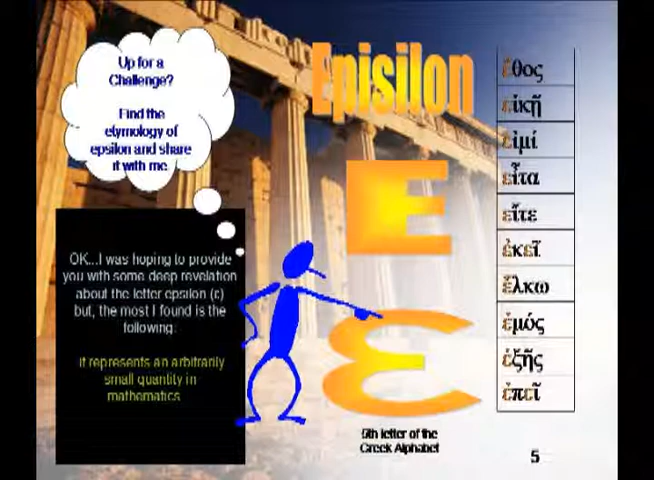 Up for a
Challenge?
Find the
etymology of
epsilon and share
it with me
OK...I was hoping to provide
you with some deep revelation
about the letter epsilon (ε)
but, the most I found is the
following:
it represents an arbitrarily
small quantity in
mathematics
Episilon
Ε
ε
5th letter of the
Greek Alphabet
ἔθος
εἰκῇ
εἰμί
εἶτα
εἴτε
ἐκεῖ
ἕλκω
ἐμός
ἑξῆς
ἐπεῖ
5